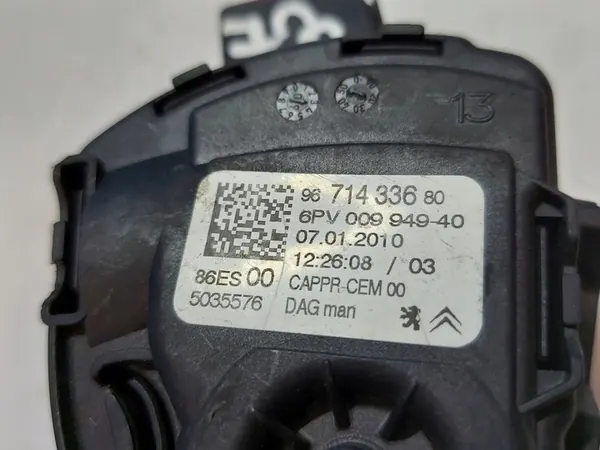 13
96 714 336 80
6PV 009 949-40
07.01.2010
12:26:08 / 03
86ES 00 CAPPR-CEM 00
5035576 DAG man